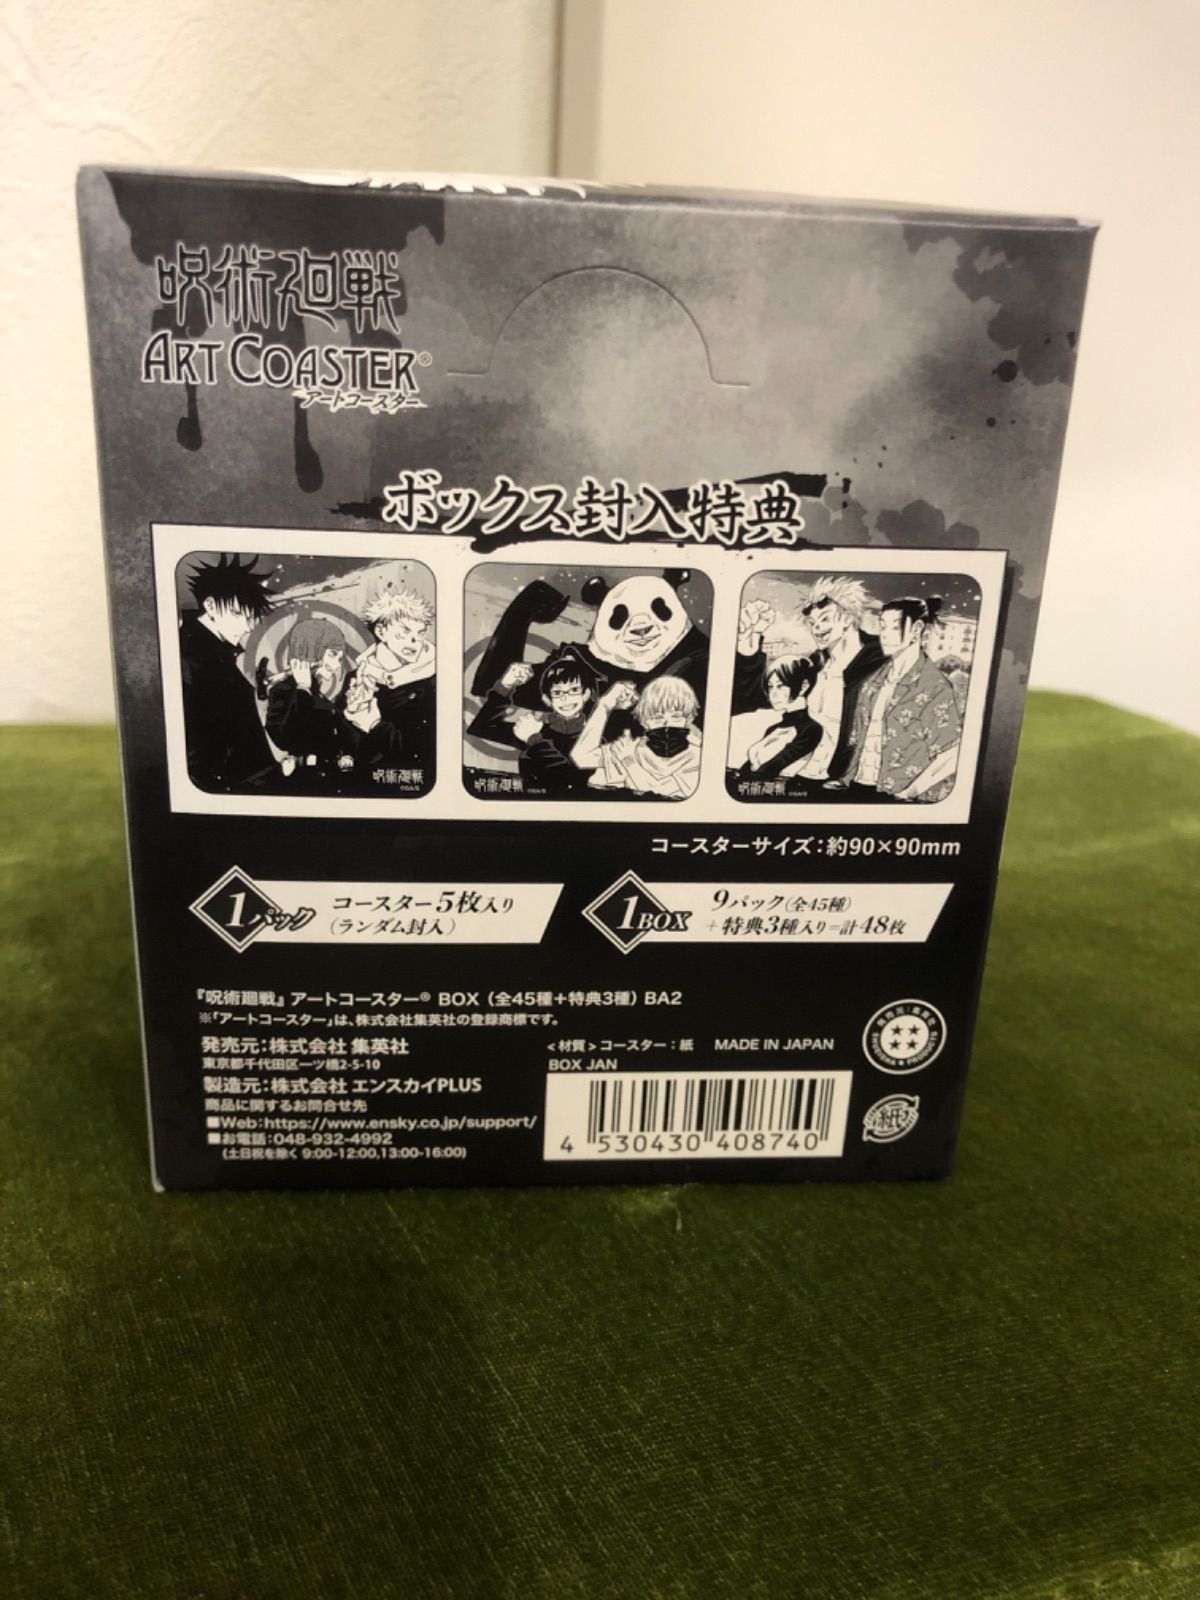 呪術廻戦
ART COASTER®
アートコースター
ボックス封入特典
呪術廻戦
呪術廻戦
呪術廻戦
コースターサイズ：約90×90mm
1パック
コースター5枚入り
（ランダム封入）
1BOX
9パック（全45種）
＋特典3種入り＝計48枚
『呪術廻戦』アートコースター® BOX（全45種＋特典3種）BA2
※「アートコースター」は、株式会社集英社の登録商標です。
発売元：株式会社 集英社
東京都千代田区一ツ橋2-5-10
製造元：株式会社 エンスカイPLUS
商品に関するお問合せ先
■Web：https://www.ensky.co.jp/support/
■お電話：048-932-4992
（土日祝を除く 9:00-12:00,13:00-16:00）
<材質>コースター：紙 MADE IN JAPAN
BOX JAN
4 530430 408740
発売元：集英社
SHUEISHA ★ PRODUCTS
紙